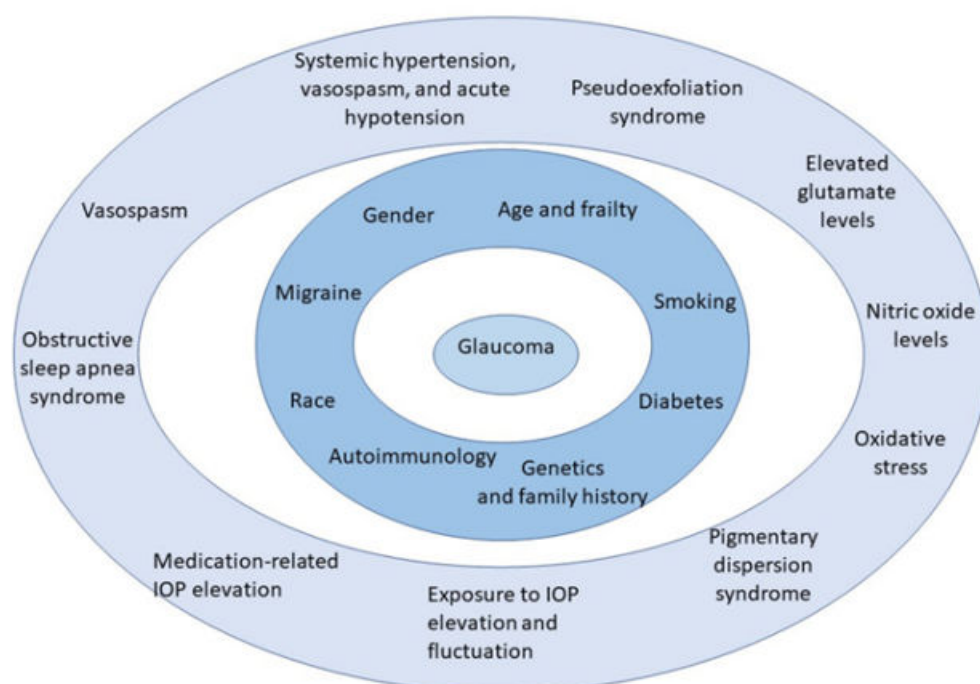 Systemic hypertension,
vasospasm, and acute
hypotension
Pseudoexfoliation
syndrome
Elevated
glutamate
levels
Vasospasm
Gender
Age and frailty
Migraine
Smoking
Nitric oxide
levels
Obstructive
sleep apnea
syndrome
Glaucoma
Race
Diabetes
Autoimmunology
Genetics
and family history
Oxidative
stress
Medication-related
IOP elevation
Exposure to IOP
elevation and
fluctuation
Pigmentary
dispersion
syndrome